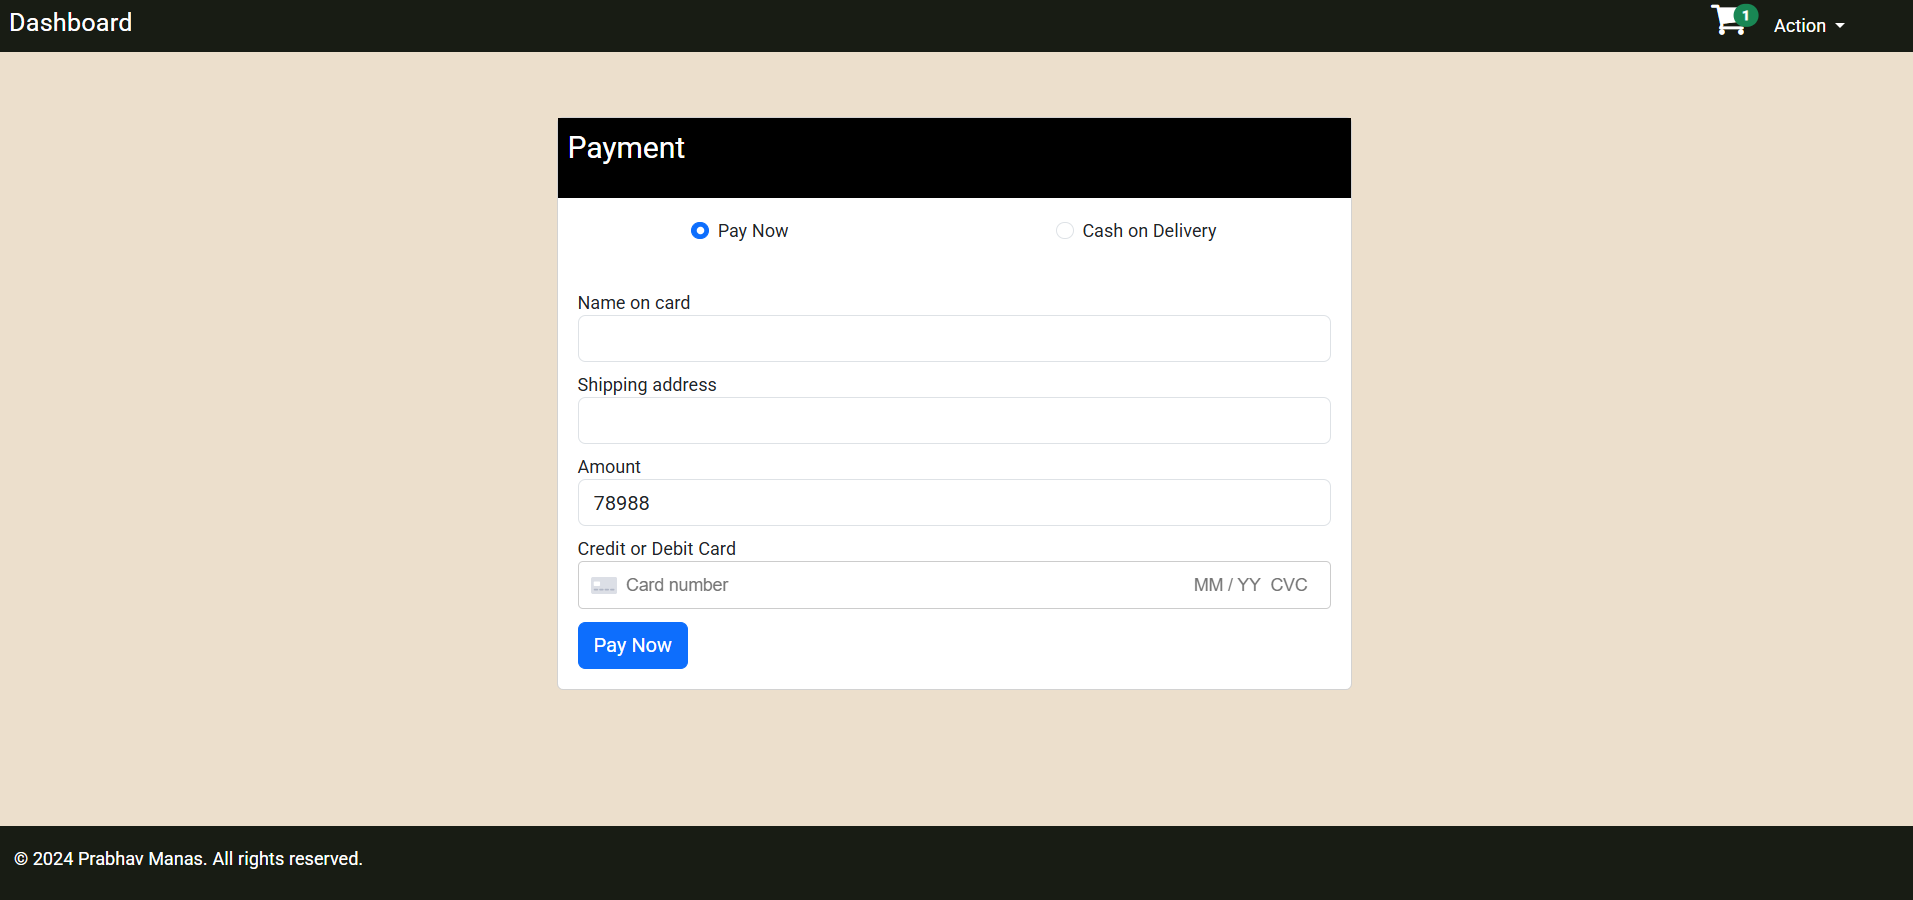 Dashboard
1
Action
Payment
Pay Now
Cash on Delivery
Name on card
Shipping address
Amount
78988
Credit or Debit Card
Card number MM / YY CVC
Pay Now
© 2024 Prabhav Manas. All rights reserved.